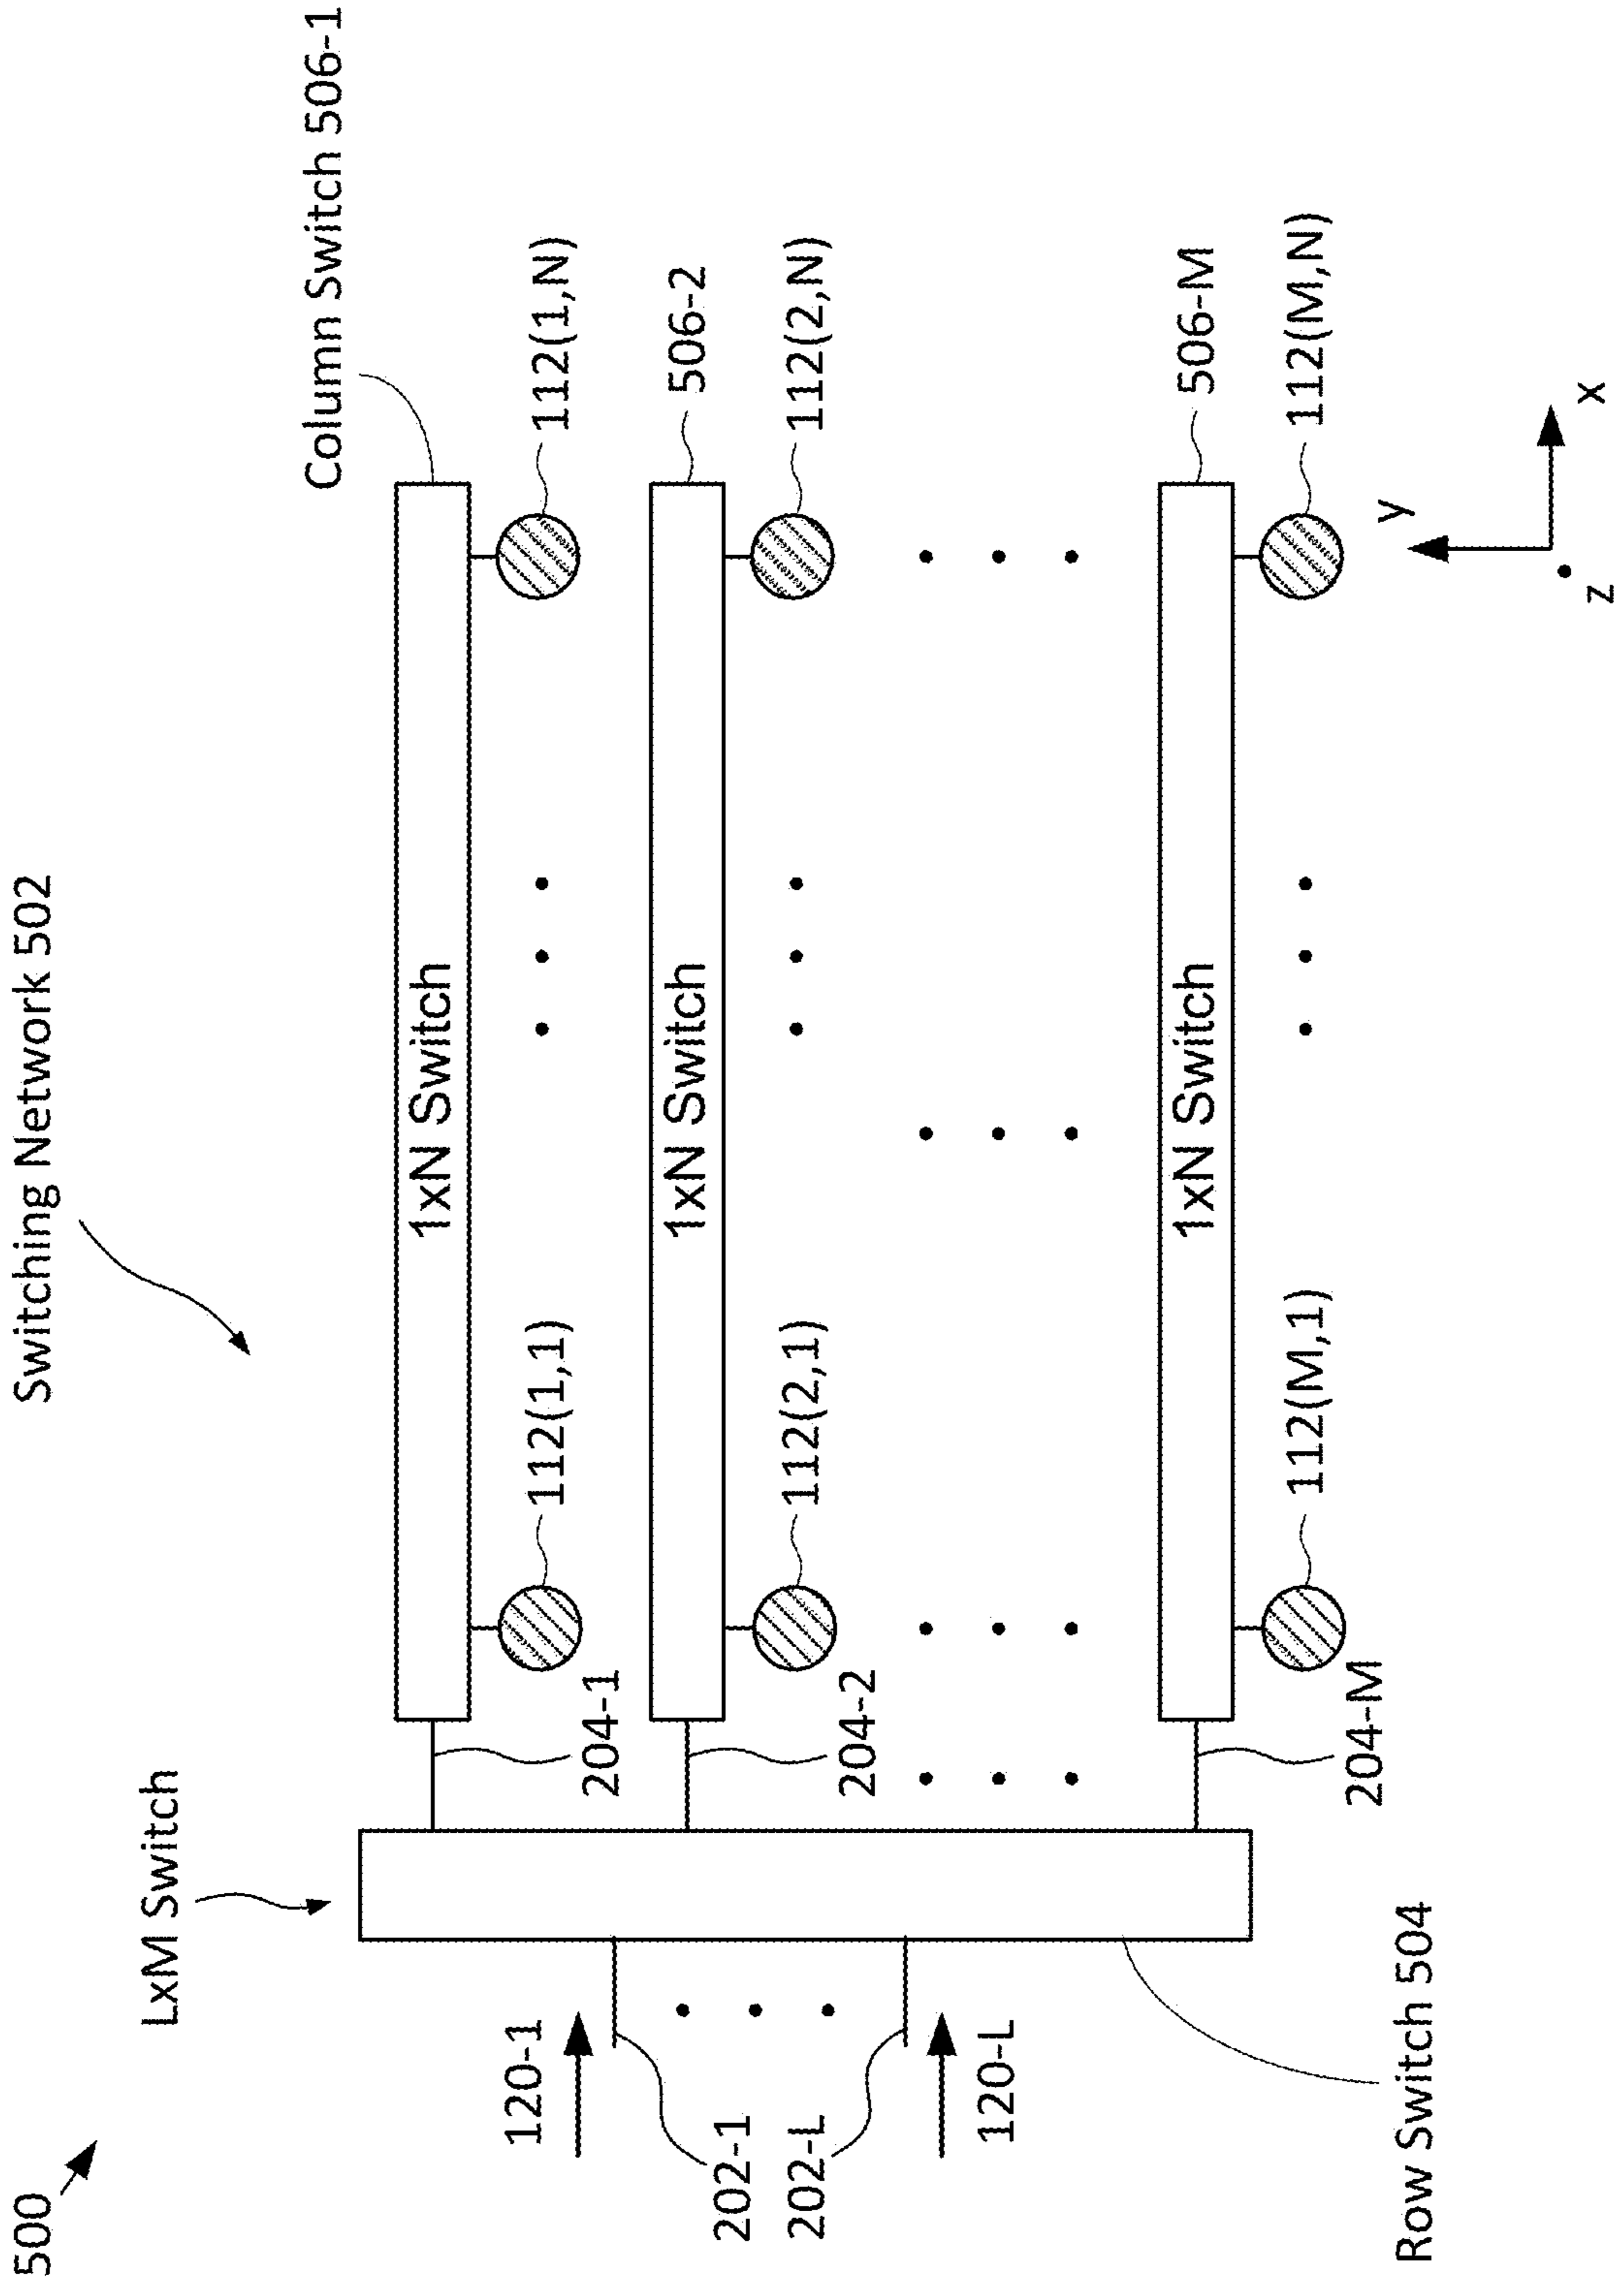 500
Switching Network 502
LxM Switch
Column Switch 506-1
1xN Switch
204-1
112(1,1)
112(1,N)
120-1
202-1
506-2
1xN Switch
204-2
112(2,1)
112(2,N)
202-L
120-L
506-M
1xN Switch
204-M
112(M,1)
112(M,N)
Row Switch 504
y
x
z